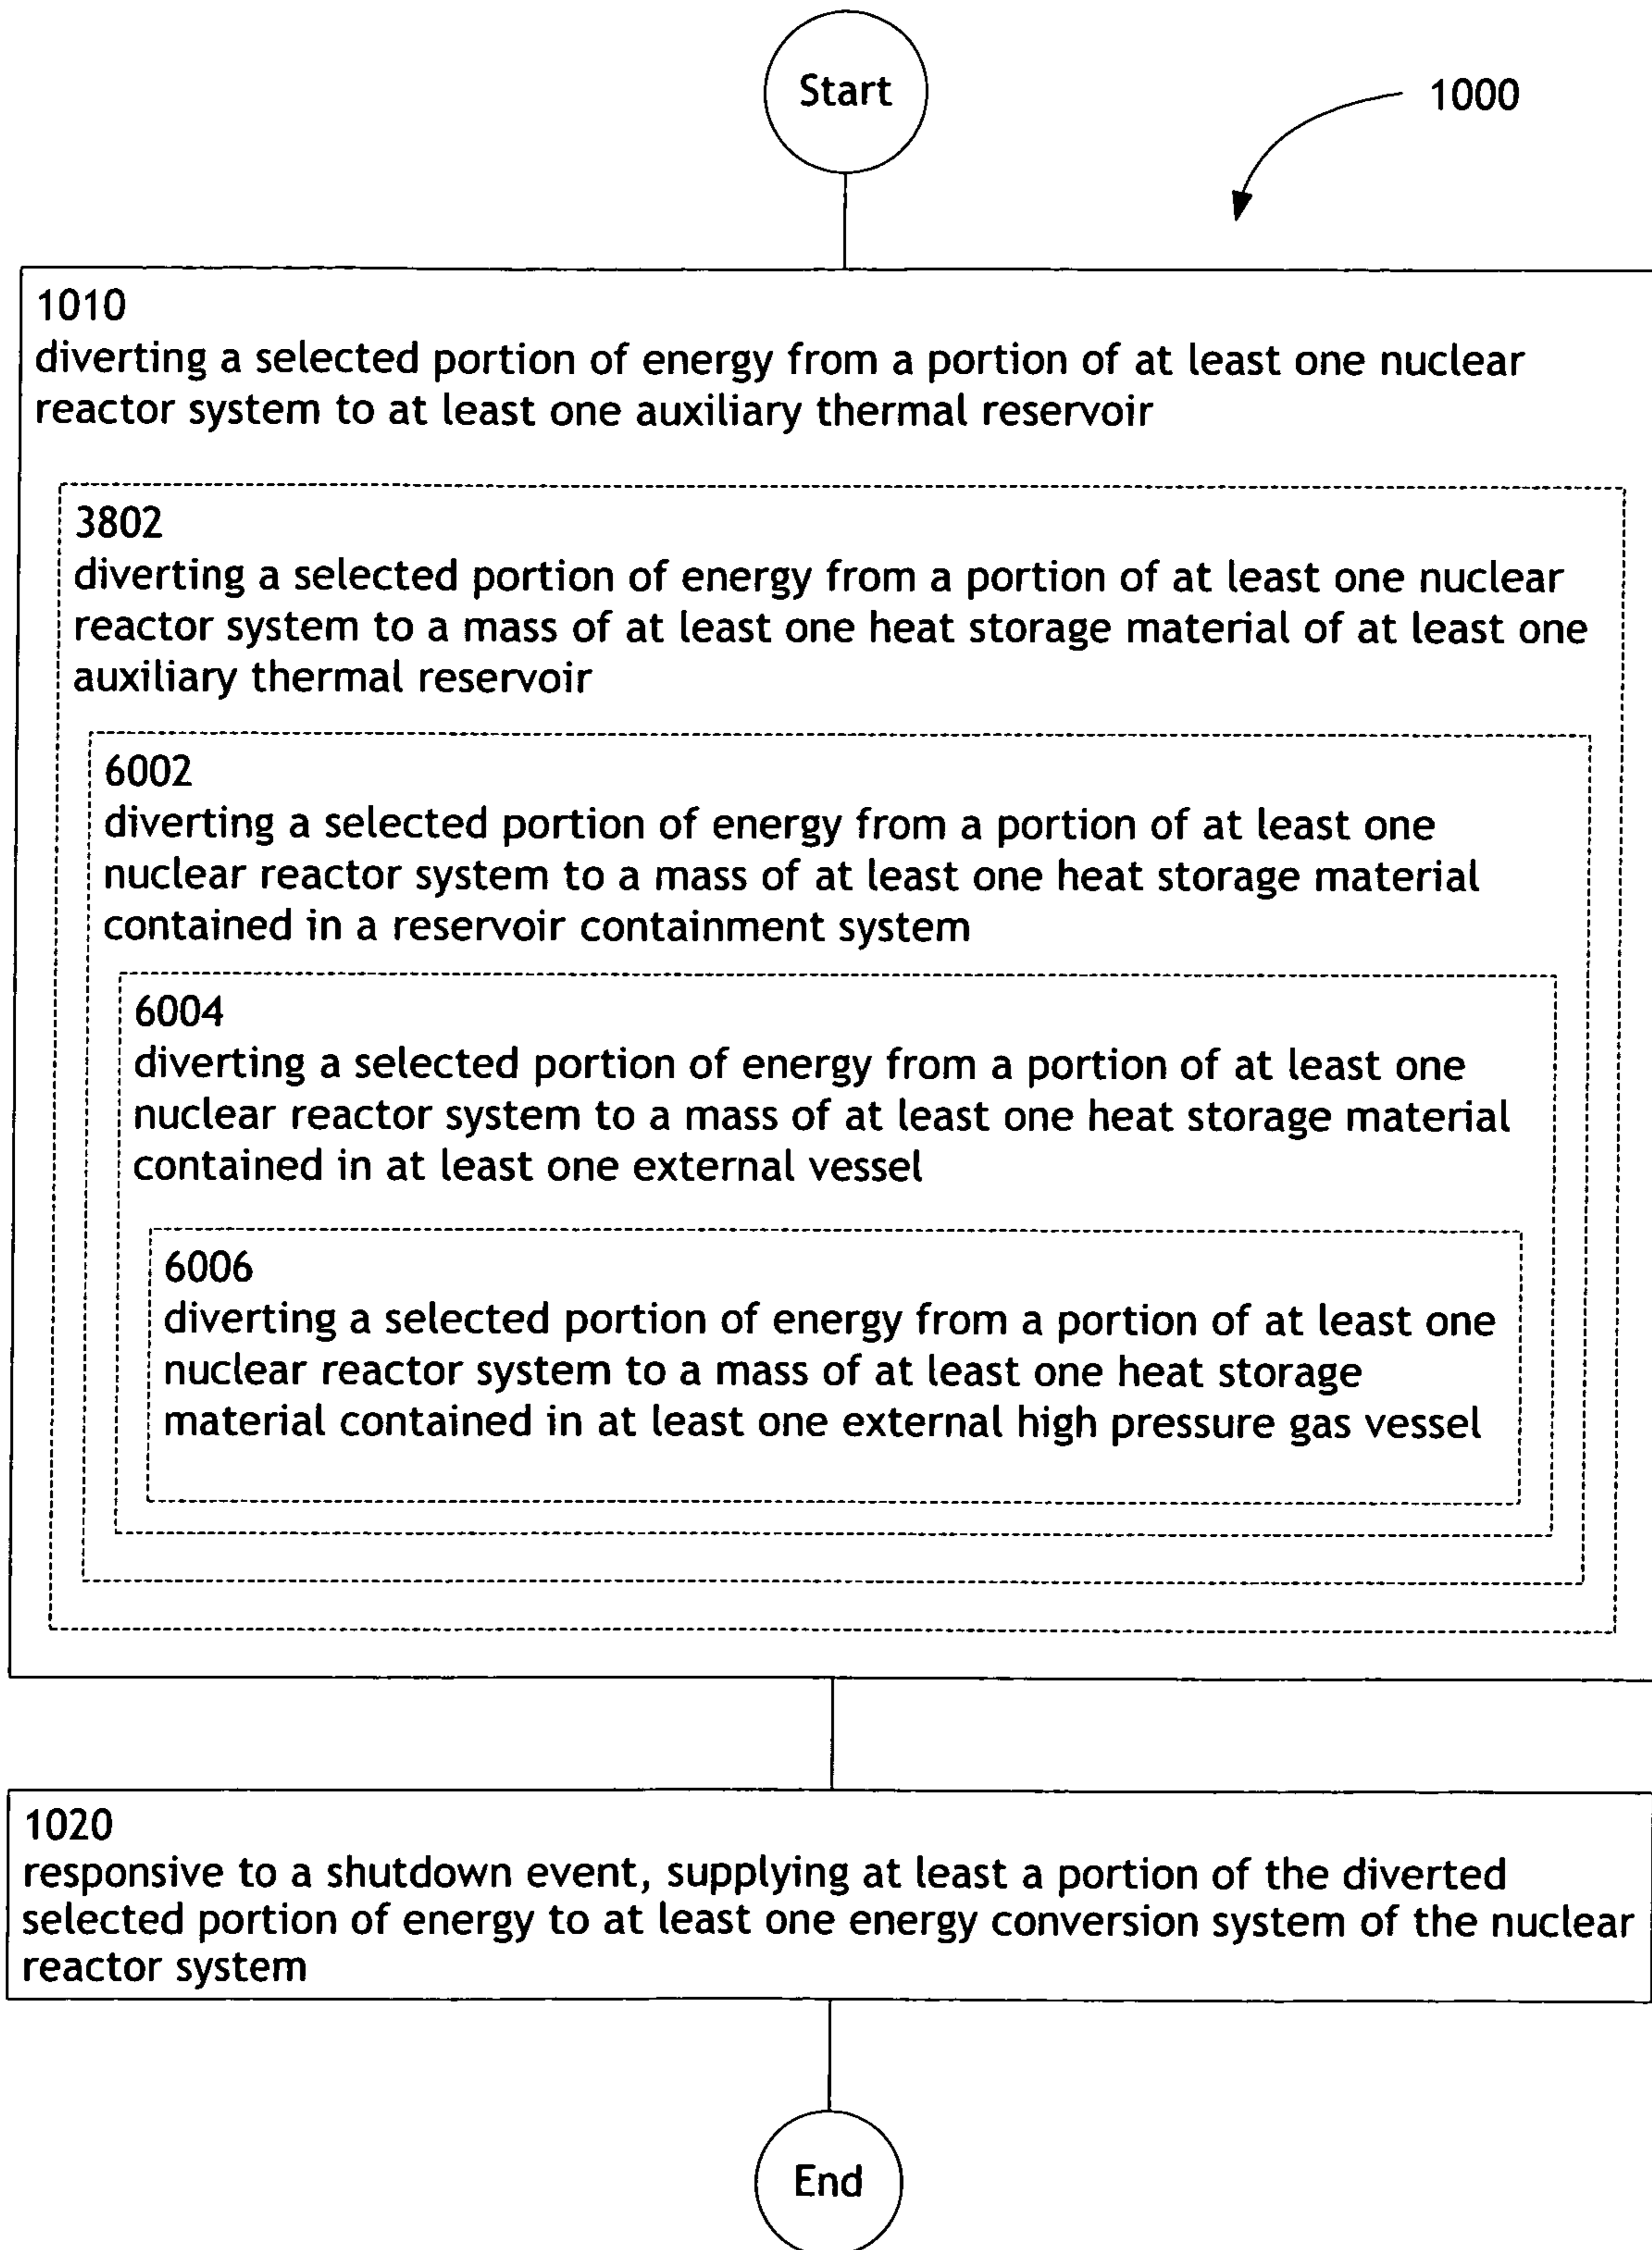 Start
1000
1010
diverting a selected portion of energy from a portion of at least one nuclear
reactor system to at least one auxiliary thermal reservoir
3802
diverting a selected portion of energy from a portion of at least one nuclear
reactor system to a mass of at least one heat storage material of at least one
auxiliary thermal reservoir
6002
diverting a selected portion of energy from a portion of at least one
nuclear reactor system to a mass of at least one heat storage material
contained in a reservoir containment system
6004
diverting a selected portion of energy from a portion of at least one
nuclear reactor system to a mass of at least one heat storage material
contained in at least one external vessel
6006
diverting a selected portion of energy from a portion of at least one
nuclear reactor system to a mass of at least one heat storage
material contained in at least one external high pressure gas vessel
1020
responsive to a shutdown event, supplying at least a portion of the diverted
selected portion of energy to at least one energy conversion system of the nuclear
reactor system
End